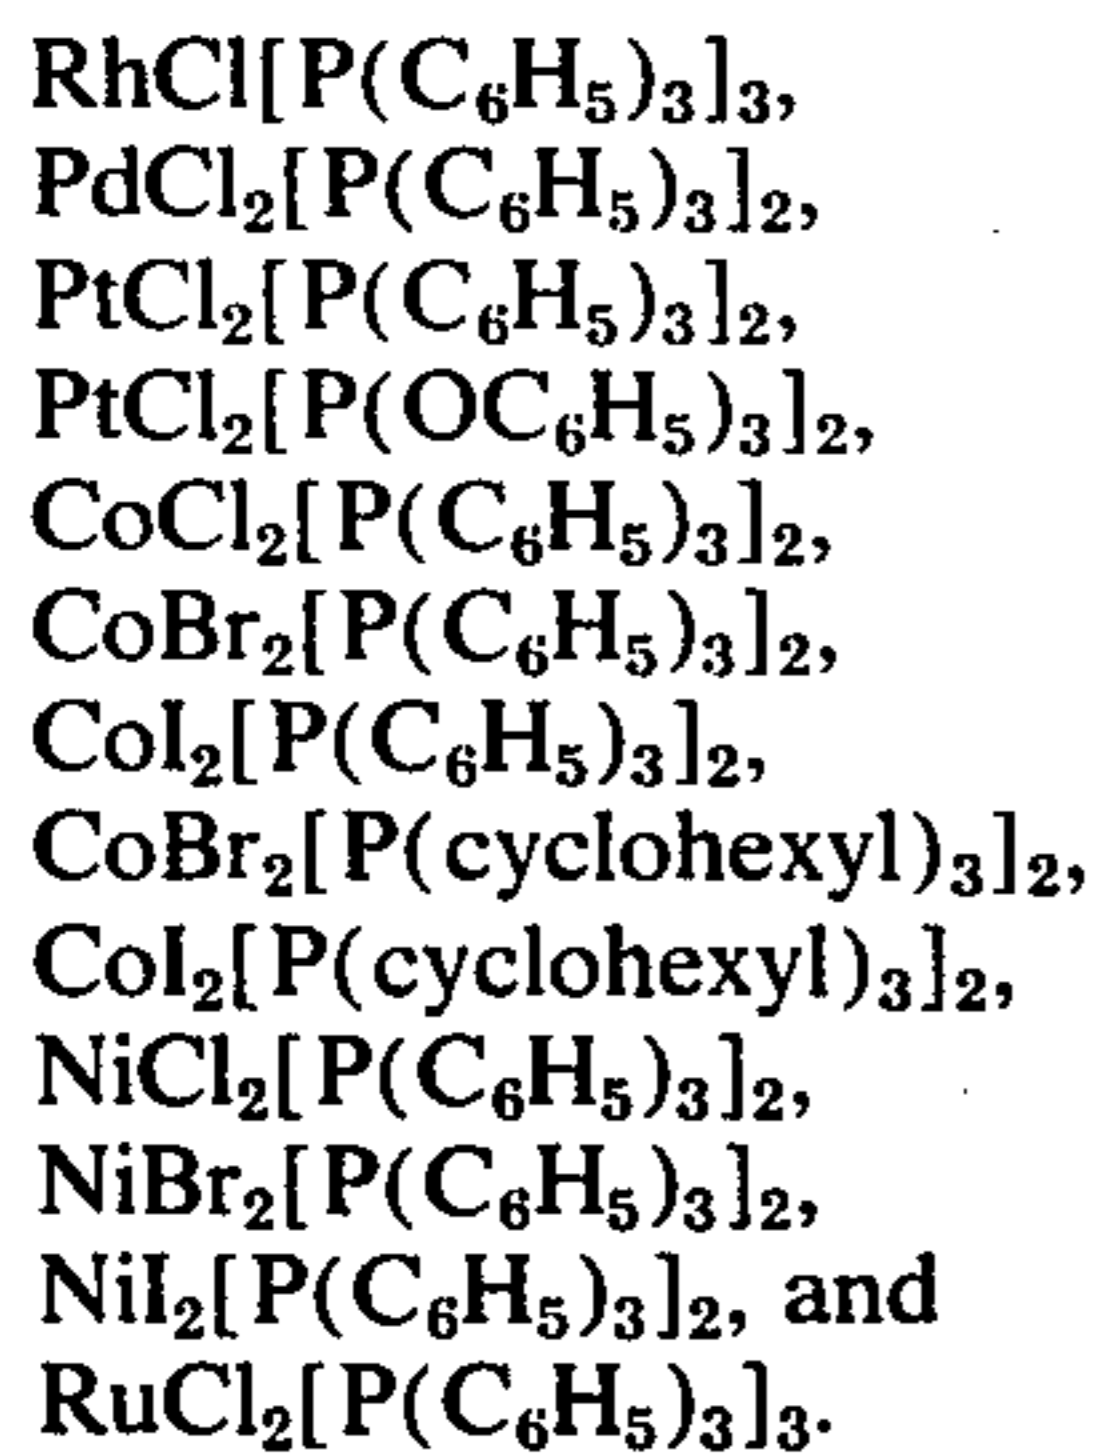 RhCl[P(C₆H₅)₃]₃,
PdCl₂[P(C₆H₅)₃]₂,
PtCl₂[P(C₆H₅)₃]₂,
PtCl₂[P(OC₆H₅)₃]₂,
CoCl₂[P(C₆H₅)₃]₂,
CoBr₂[P(C₆H₅)₃]₂,
CoI₂[P(C₆H₅)₃]₂,
CoBr₂[P(cyclohexyl)₃]₂,
CoI₂[P(cyclohexyl)₃]₂,
NiCl₂[P(C₆H₅)₃]₂,
NiBr₂[P(C₆H₅)₃]₂,
NiI₂[P(C₆H₅)₃]₂, and
RuCl₂[P(C₆H₅)₃]₃.